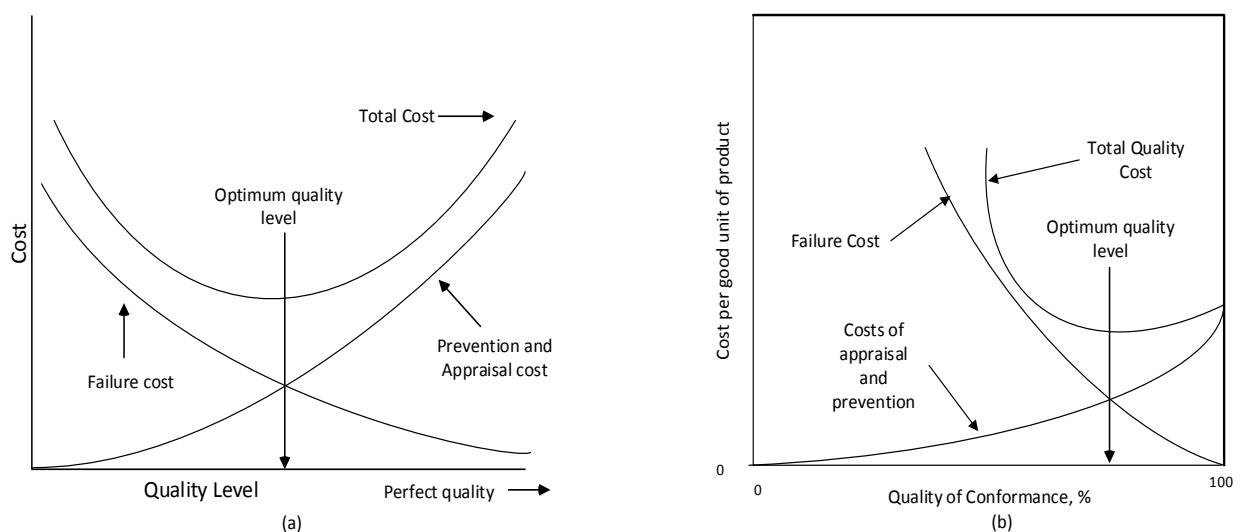 Total Cost
Optimum quality
level
Cost
Failure cost
Prevention and
Appraisal cost
Quality Level
Perfect quality
(a)
Total Quality
Cost
Failure Cost
Optimum quality
level
Cost per good unit of product
Costs of
appraisal
and
prevention
0
0
100
Quality of Conformance, %
(b)